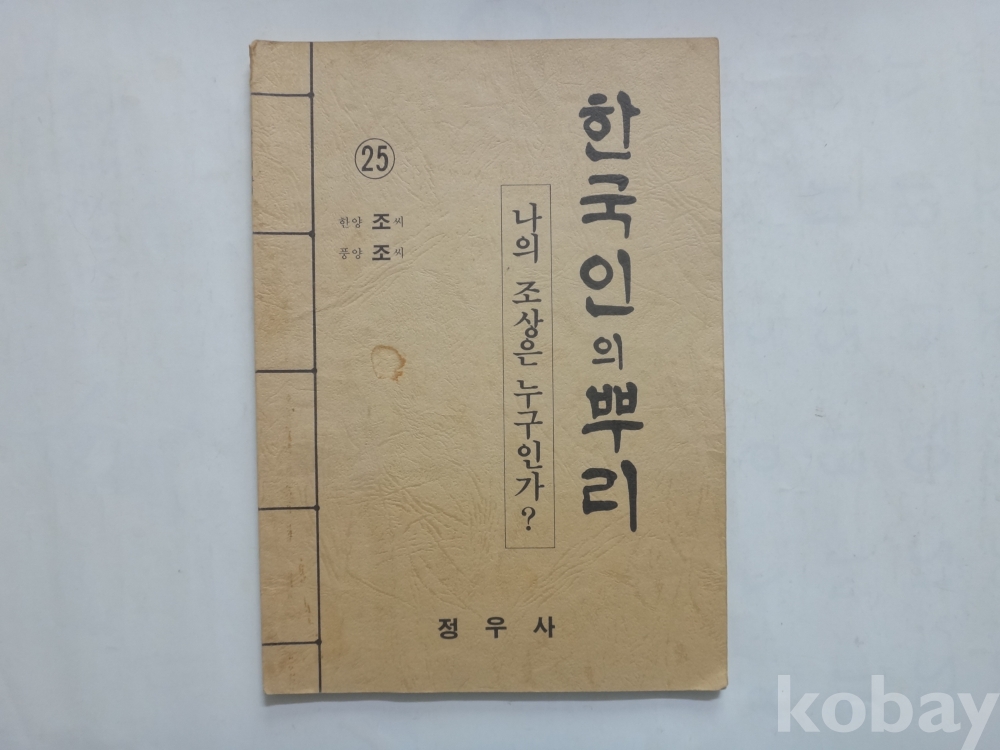 한국인의 뿌리
나의 조상은 누구인가?
25
한양 조씨
풍양 조씨
정우사
kobay